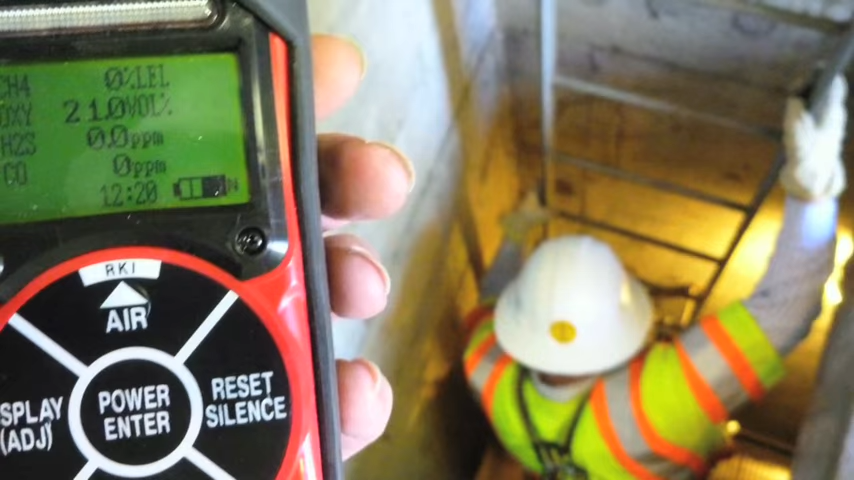 CH4 0%LEL
OXY 21.0VOL%
H2S 0.0ppm
CO 0ppm
12:20
RKI
AIR
POWER
ENTER
RESET
SILENCE
(ADJ)